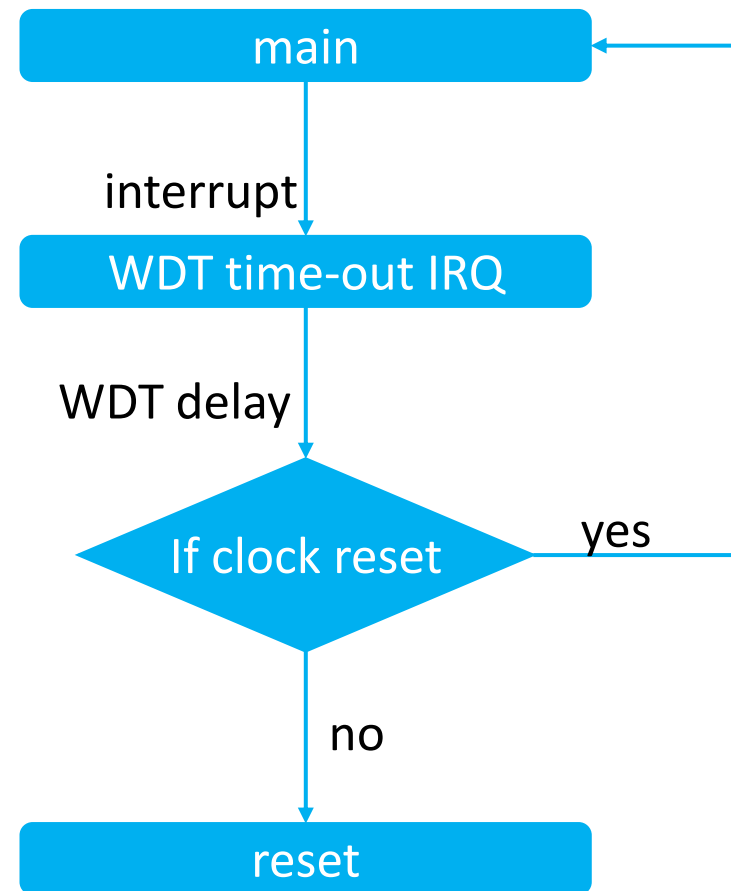 main
interrupt
WDT time-out IRQ
WDT delay
If clock reset
yes
no
reset